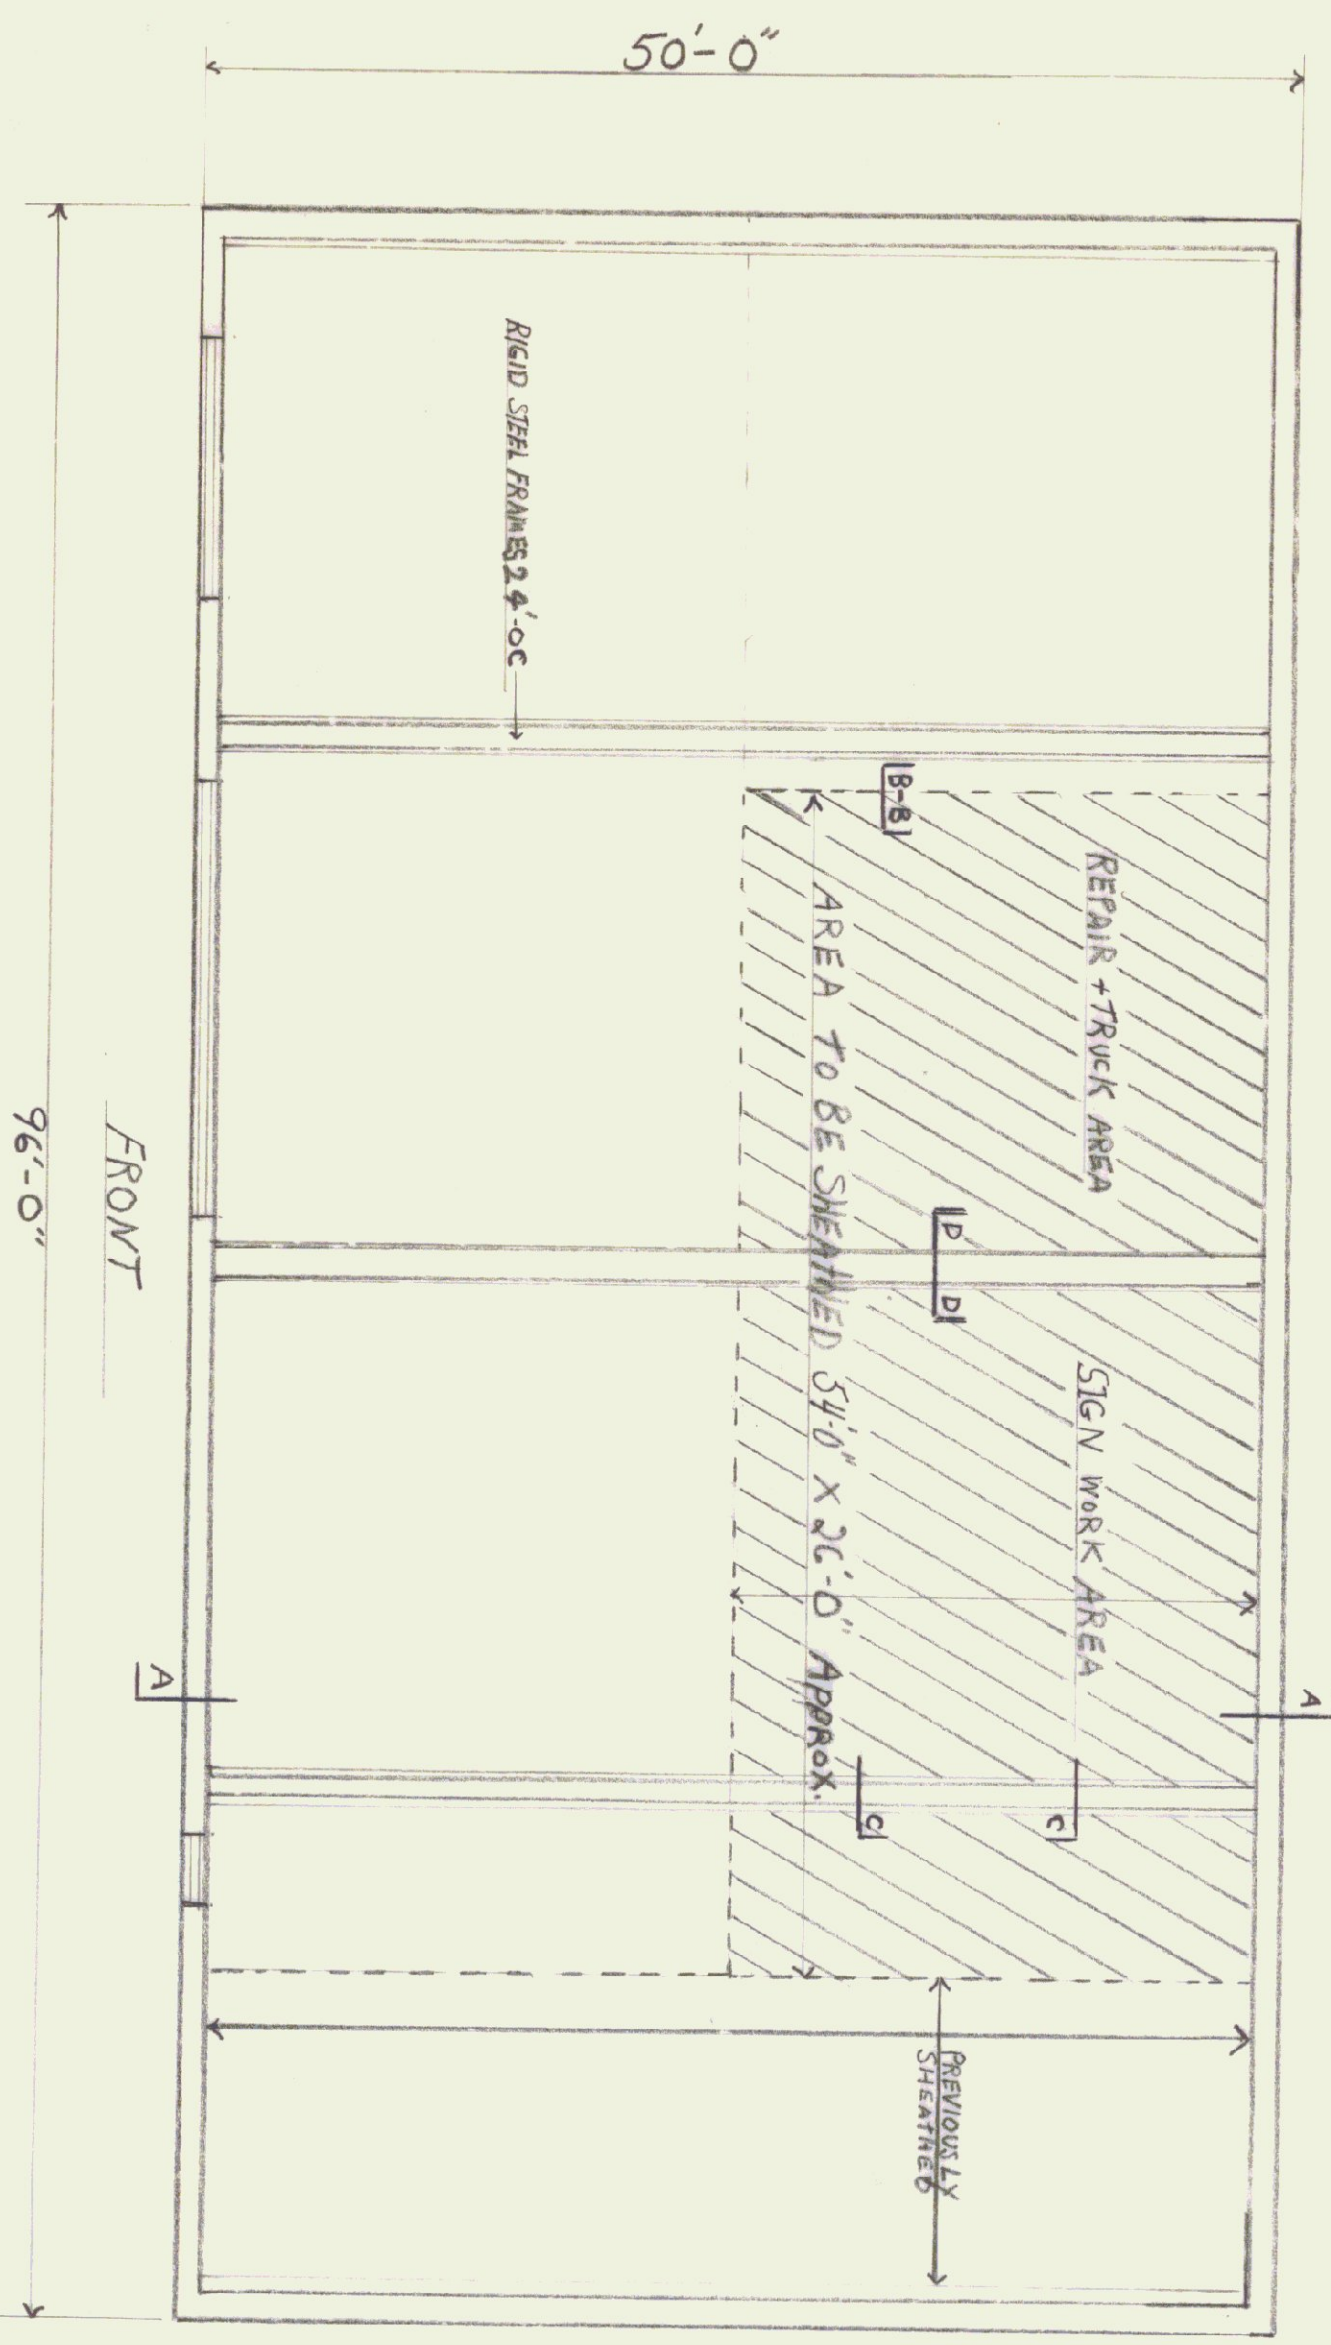 50'-0"
RIGID STEEL FRAMES 24'-OC
B-B
REPAIR + TRUCK AREA
AREA TO BE SHEATHED 54'-0" X 26'-0" APPROX.
D
D
SIGN WORK AREA
A
A
C
C
PREVIOUSLY
SHEATHED
FRONT
96'-0"